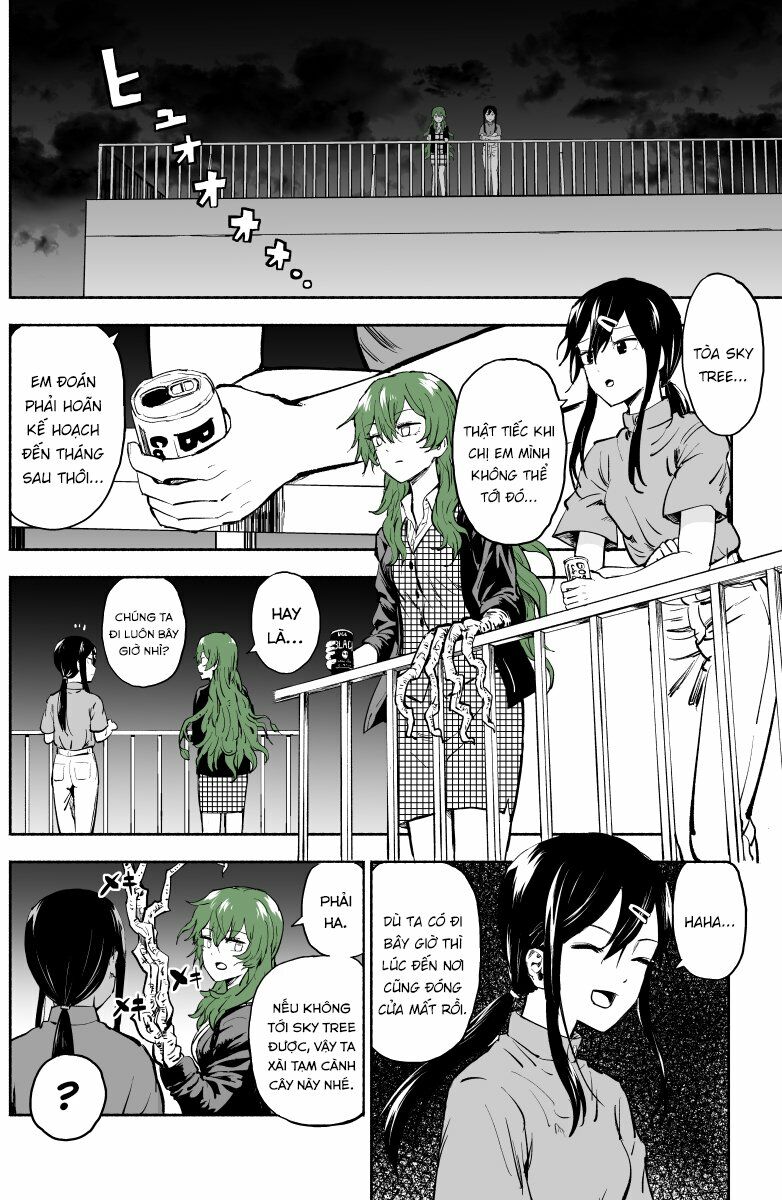 ヒュオオオオ..
TÒA SKY
TREE...
THẬT TIẾC KHI
CHỊ EM MÌNH
KHÔNG THỂ
TỚI ĐÓ...
EM ĐOÁN
PHẢI HOÃN
KẾ HOẠCH
ĐẾN THÁNG
SAU THÔI...
HAY
LÀ...
CHÚNG TA
ĐI LUÔN BÂY
GIỜ NHỈ?
BLAC
HAHA...
DÙ TA CÓ ĐI
BÂY GIỜ THÌ
LÚC ĐẾN NƠI
CŨNG ĐÓNG
CỬA MẤT RỒI.
PHẢI
HA.
NẾU KHÔNG
TỚI SKY TREE
ĐƯỢC, VẬY TA
XÀI TẠM CÀNH
CÂY NÀY NHÉ.
メキ
メキ
メキ
?